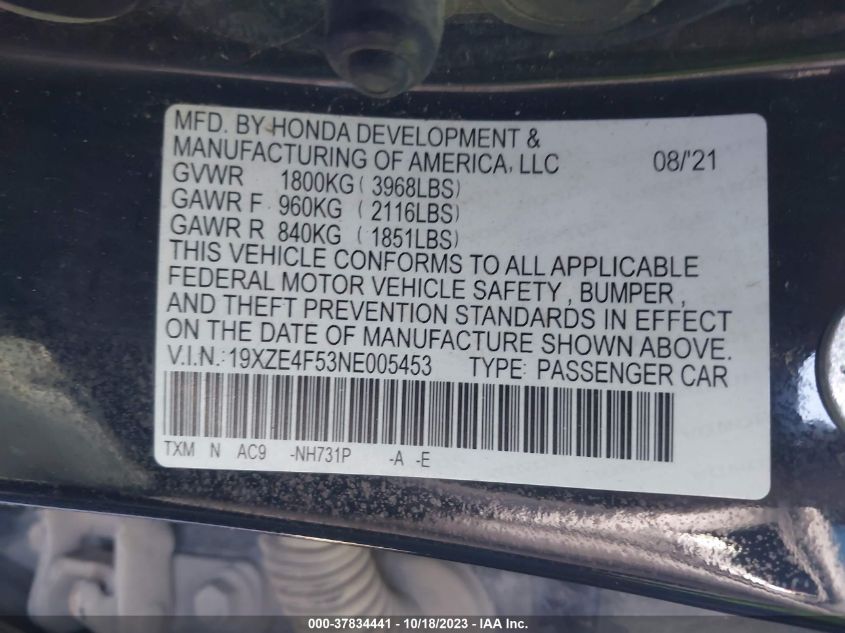 MFD. BY HONDA DEVELOPMENT &
MANUFACTURING OF AMERICA, LLC 08/'21
GVWR 1800KG ( 3968LBS)
GAWR F 960KG ( 2116LBS)
GAWR R 840KG ( 1851LBS)
THIS VEHICLE CONFORMS TO ALL APPLICABLE
FEDERAL MOTOR VEHICLE SAFETY , BUMPER ,
AND THEFT PREVENTION STANDARDS IN EFFECT
ON THE DATE OF MANUFACTURE SHOWN ABOVE.
V.I.N.:19XZE4F53NE005453 TYPE: PASSENGER CAR
TXM N AC9 -NH731P -A -E
000-37834441 - 10/18/2023 - IAA Inc.